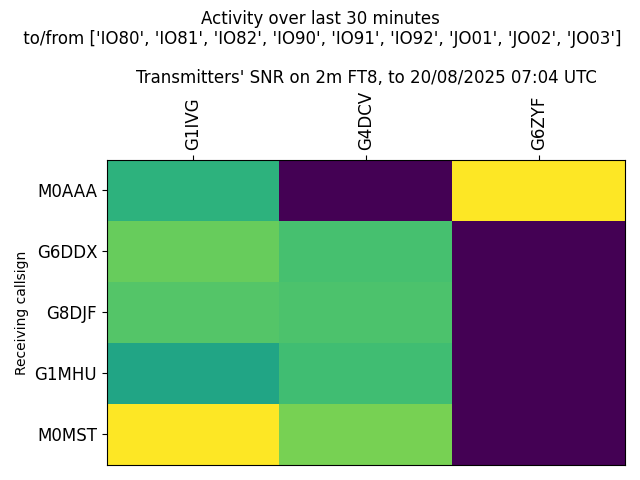 Activity over last 30 minutes
to/from ['IO80', 'IO81', 'IO82', 'IO90', 'IO91', 'IO92', 'JO01', 'JO02', 'JO03']
Transmitters' SNR on 2m FT8, to 20/08/2025 07:04 UTC
G1IVG
G4DCV
G6ZYF
Receiving callsign
M0AAA
G6DDX
G8DJF
G1MHU
M0MST